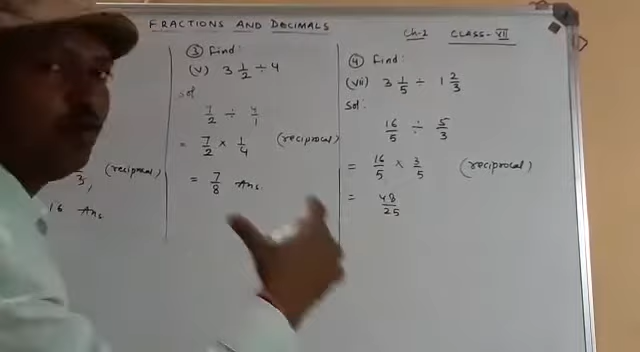 FRACTIONS AND DECIMALS
Ch-2 CLASS-VII
3, (reciprocal)
16 Ans
③ Find:
(v) 3 1/2 ÷ 4
Sol
7/2 ÷ 4/1
= 7/2 × 1/4 (reciprocal)
= 7/8 Ans.
④ Find:
(vii) 3 1/5 ÷ 1 2/3
Sol:
16/5 ÷ 5/3
= 16/5 × 3/5 (reciprocal)
= 48/25